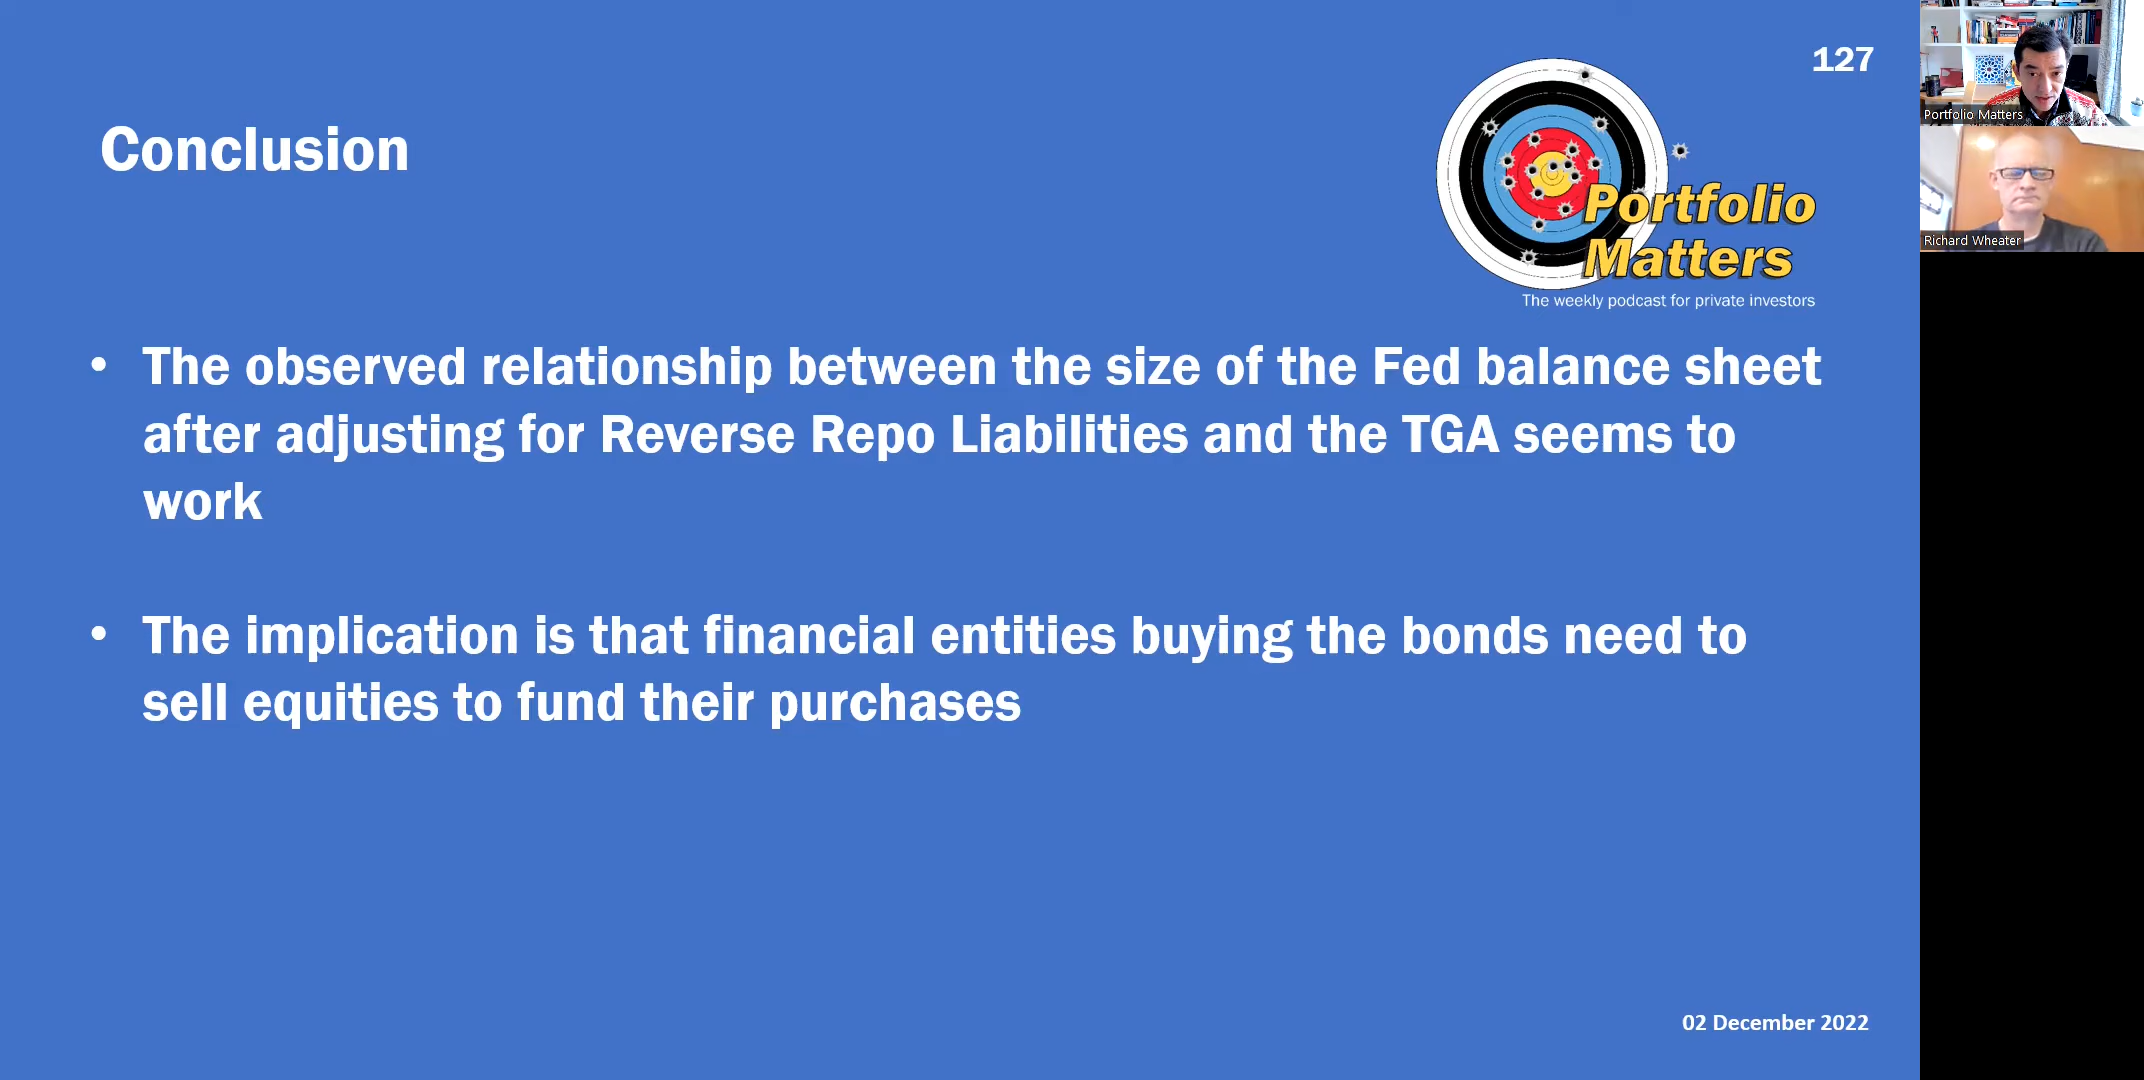 127
Conclusion
Portfolio
Matters
The weekly podcast for private investors
• The observed relationship between the size of the Fed balance sheet
after adjusting for Reverse Repo Liabilities and the TGA seems to
work
• The implication is that financial entities buying the bonds need to
sell equities to fund their purchases
02 December 2022
Portfolio Matters
Richard Wheater